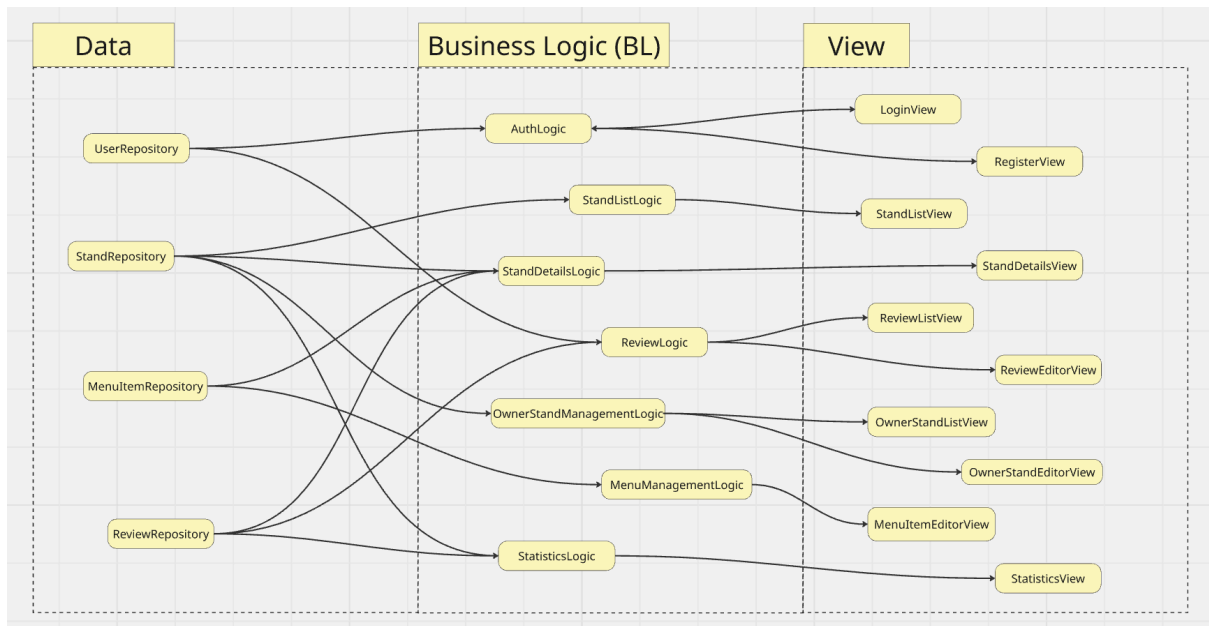 Data
Business Logic (BL)
View
UserRepository
StandRepository
MenuItemRepository
ReviewRepository
AuthLogic
StandListLogic
StandDetailsLogic
ReviewLogic
OwnerStandManagementLogic
MenuManagementLogic
StatisticsLogic
LoginView
RegisterView
StandListView
StandDetailsView
ReviewListView
ReviewEditorView
OwnerStandListView
OwnerStandEditorView
MenuItemEditorView
StatisticsView